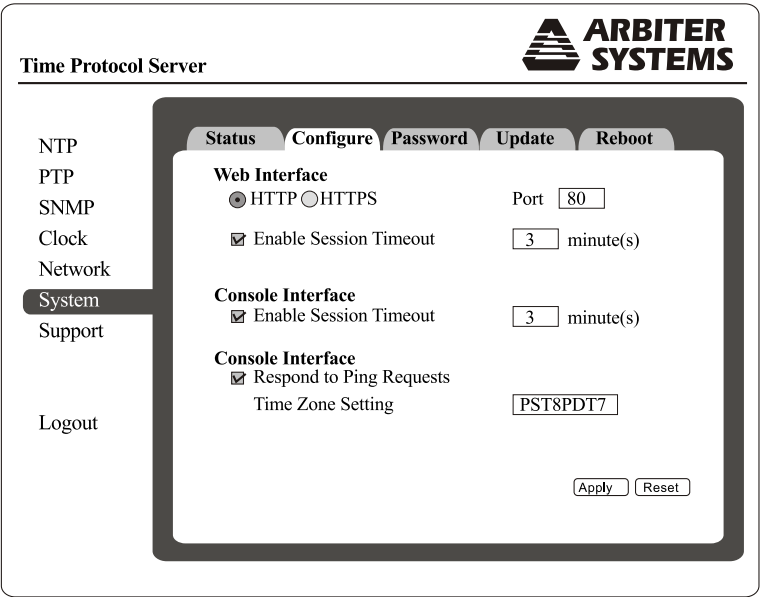 ARBITER
SYSTEMS
Time Protocol Server
Status Configure Password Update Reboot
NTP
PTP
SNMP
Clock
Network
System
Support
Logout
Web Interface
HTTP HTTPS Port 80
Enable Session Timeout 3 minute(s)
Console Interface
Enable Session Timeout 3 minute(s)
Console Interface
Respond to Ping Requests
Time Zone Setting PST8PDT7
Apply Reset